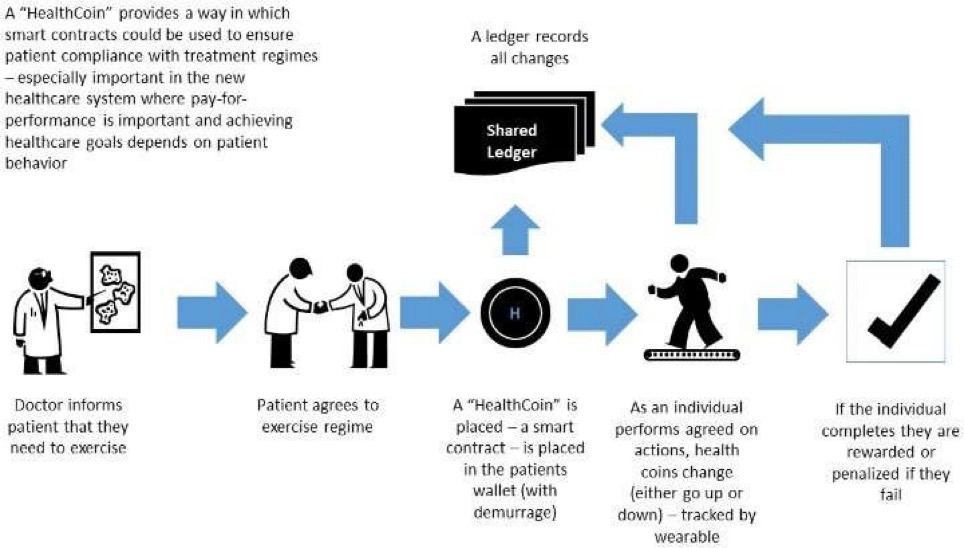 A “HealthCoin” provides a way in which
smart contracts could be used to ensure
patient compliance with treatment regimes
– especially important in the new
healthcare system where pay-for-
performance is important and achieving
healthcare goals depends on patient
behavior
A ledger records
all changes
Shared
Ledger
H
Doctor informs
patient that they
need to exercise
Patient agrees to
exercise regime
A “HealthCoin” is
placed – a smart
contract – is placed
in the patients
wallet (with
demurrage)
As an individual
performs agreed on
actions, health
coins change
(either go up or
down) – tracked by
wearable
If the individual
completes they are
rewarded or
penalized if they
fail